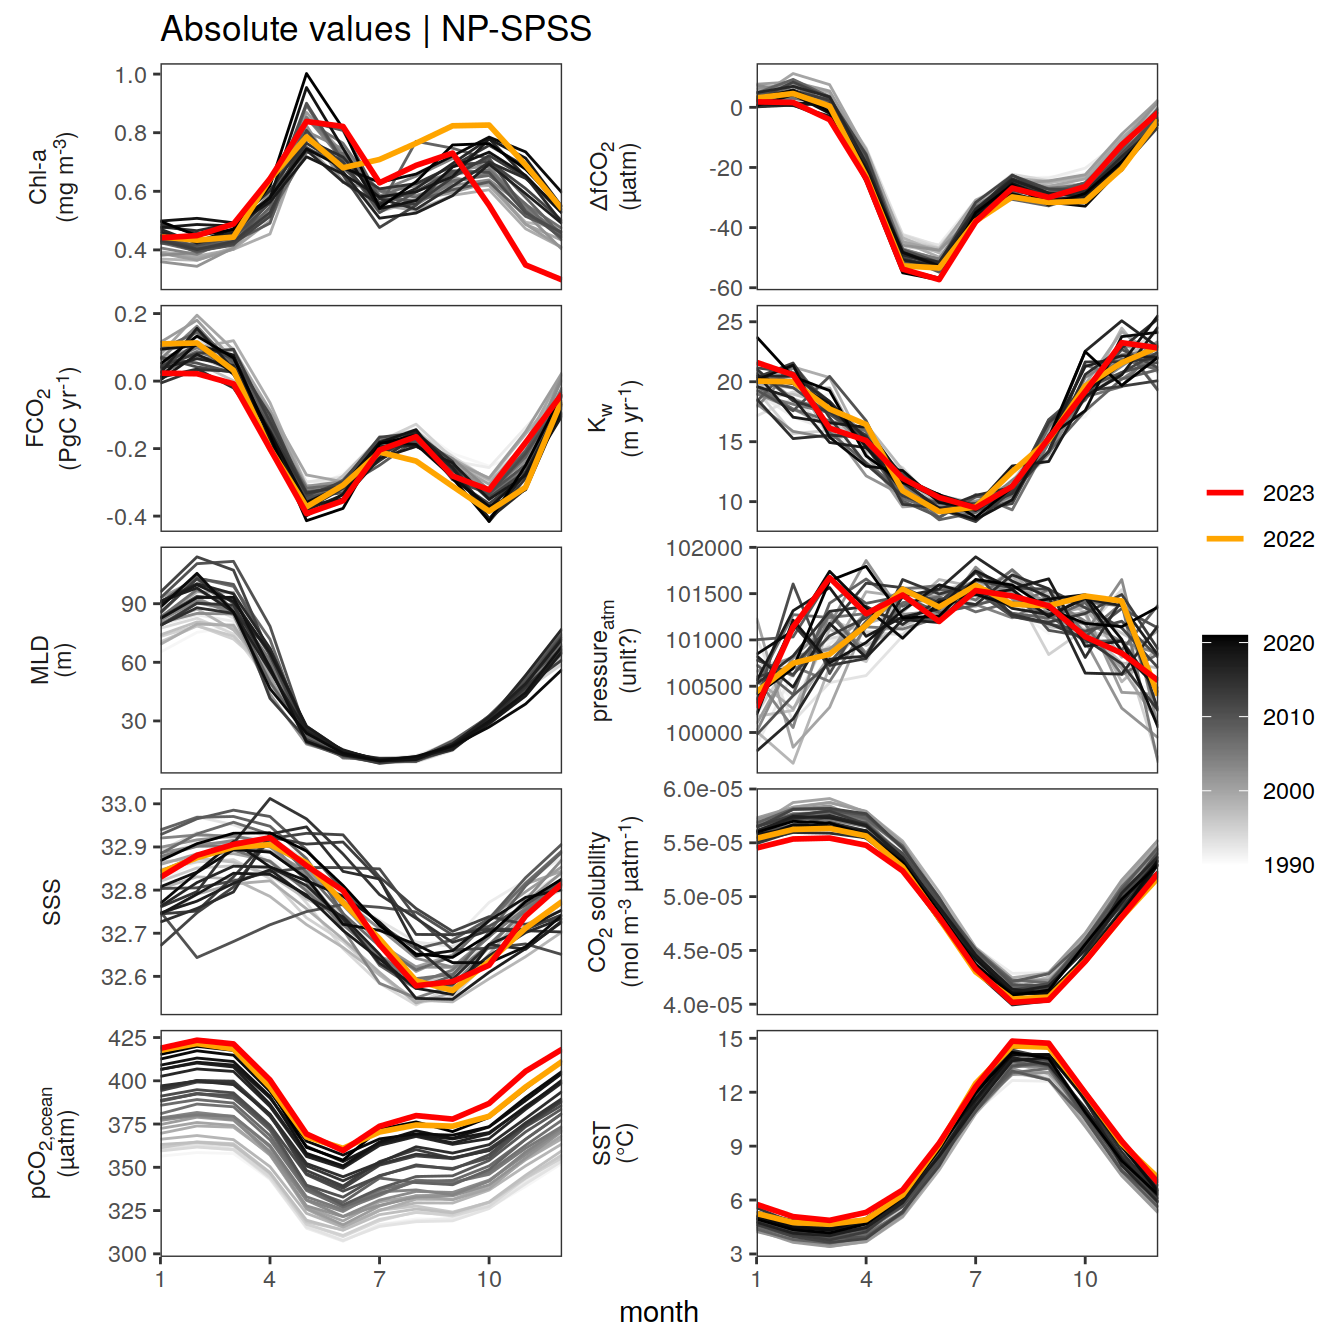 Absolute values | NP-SPSS
Chl-a
(mg m-3)
1.0
0.8
0.6
0.4
ΔfCO2
(µatm)
0
-20
-40
-60
FCO2
(PgC yr-1)
0.2
0.0
-0.2
-0.4
Kw
(m yr-1)
25
20
15
10
MLD
(m)
90
60
30
pressureatm
(unit?)
102000
101500
101000
100500
100000
SSS
33.0
32.9
32.8
32.7
32.6
CO2 solubility
(mol m-3 µatm-1)
6.0e-05
5.5e-05
5.0e-05
4.5e-05
4.0e-05
pCO2,ocean
(µatm)
425
400
375
350
325
300
SST
(°C)
15
12
9
6
3
1 4 7 10
1 4 7 10
month
2023
2022
2020
2010
2000
1990